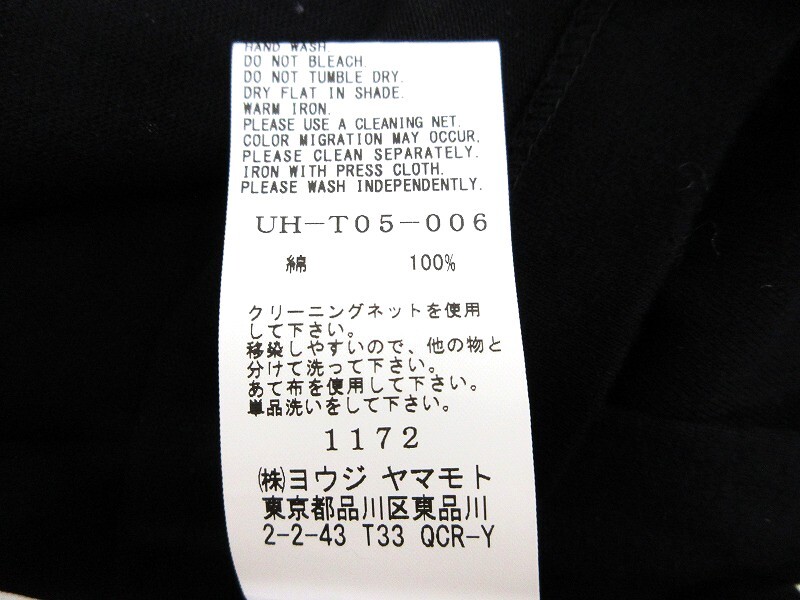 HAND WASH.
DO NOT BLEACH.
DO NOT TUMBLE DRY.
DRY FLAT IN SHADE.
WARM IRON.
PLEASE USE A CLEANING NET.
COLOR MIGRATION MAY OCCUR.
PLEASE CLEAN SEPARATELY.
IRON WITH PRESS CLOTH.
PLEASE WASH INDEPENDENTLY.
UH-T05-006
綿 100%
クリーニングネットを使用
して下さい。
移染しやすいので、他の物と
分けて洗って下さい。
あて布を使用して下さい。
単品洗いをして下さい。
1172
㈱ヨウジ ヤマモト
東京都品川区東品川
2-2-43 T33 QCR-Y